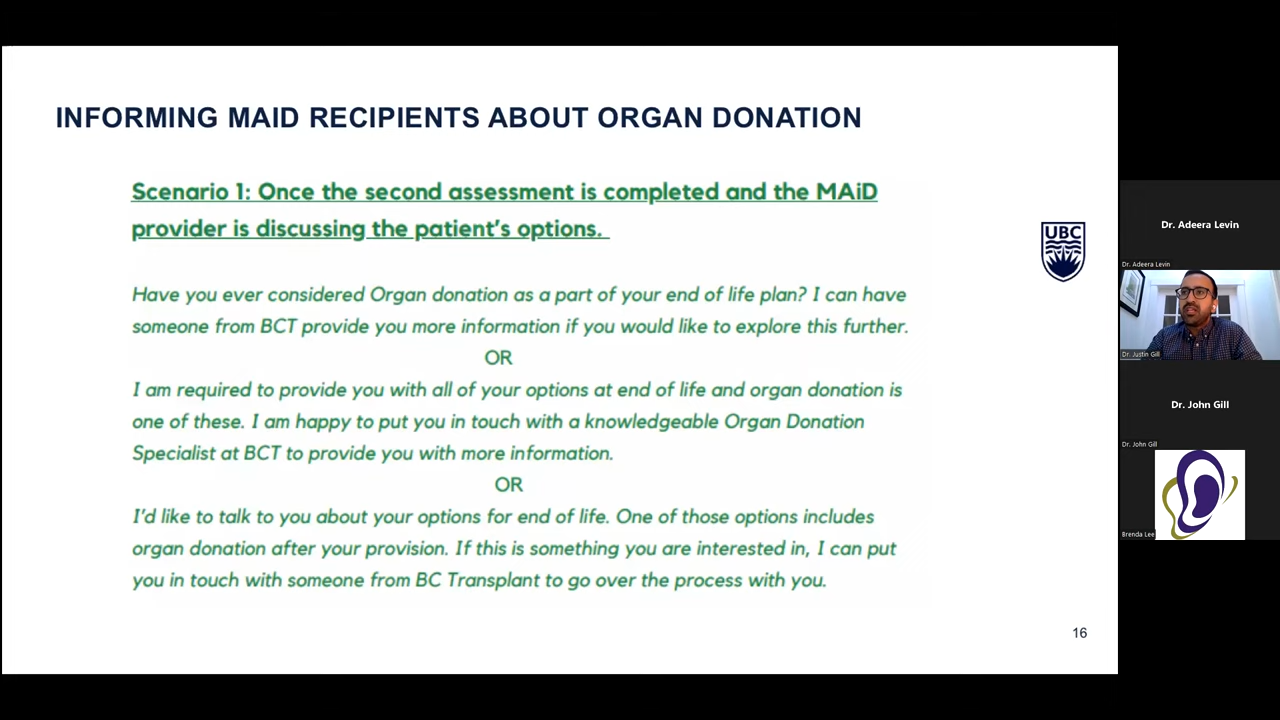 INFORMING MAID RECIPIENTS ABOUT ORGAN DONATION
Scenario 1: Once the second assessment is completed and the MAiD
provider is discussing the patient's options.
Have you ever considered Organ donation as a part of your end of life plan? I can have
someone from BCT provide you more information if you would like to explore this further.
OR
I am required to provide you with all of your options at end of life and organ donation is
one of these. I am happy to put you in touch with a knowledgeable Organ Donation
Specialist at BCT to provide you with more information.
OR
I'd like to talk to you about your options for end of life. One of those options includes
organ donation after your provision. If this is something you are interested in, I can put
you in touch with someone from BC Transplant to go over the process with you.
UBC
16
Dr. Adeera Levin
Dr. Adeera Levin
Dr. Justin Gill
Dr. John Gill
Dr. John Gill
Brenda Lee